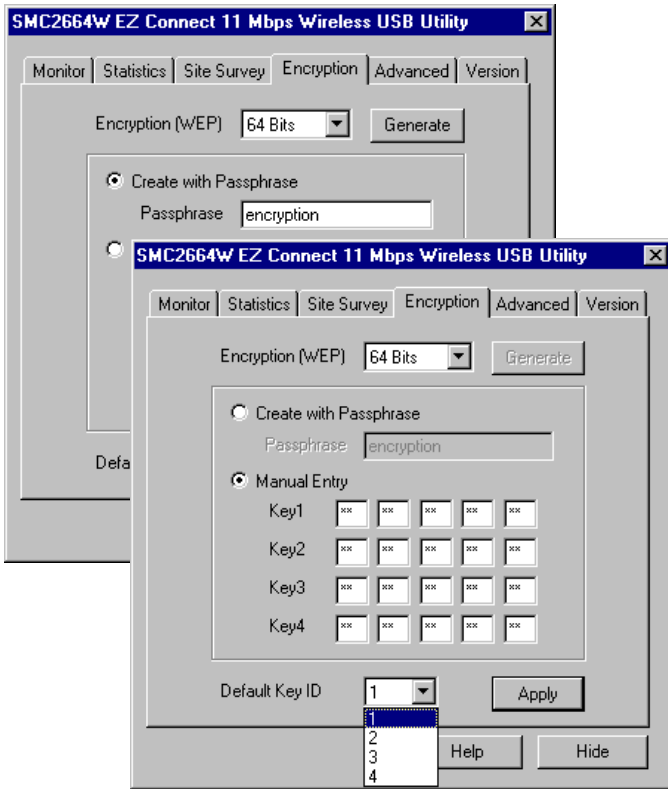 SMC2664W EZ Connect 11 Mbps Wireless USB Utility
Monitor Statistics Site Survey Encryption Advanced Version
Encryption (WEP) 64 Bits Generate
Create with Passphrase
Passphrase encryption
Defa
SMC2664W EZ Connect 11 Mbps Wireless USB Utility
Monitor Statistics Site Survey Encryption Advanced Version
Encryption (WEP) 64 Bits Generate
Create with Passphrase
Passphrase encryption
Manual Entry
Key1 ** ** ** ** **
Key2 ** ** ** ** **
Key3 ** ** ** ** **
Key4 ** ** ** ** **
Default Key ID 1 Apply
1
2
3
4
Help Hide